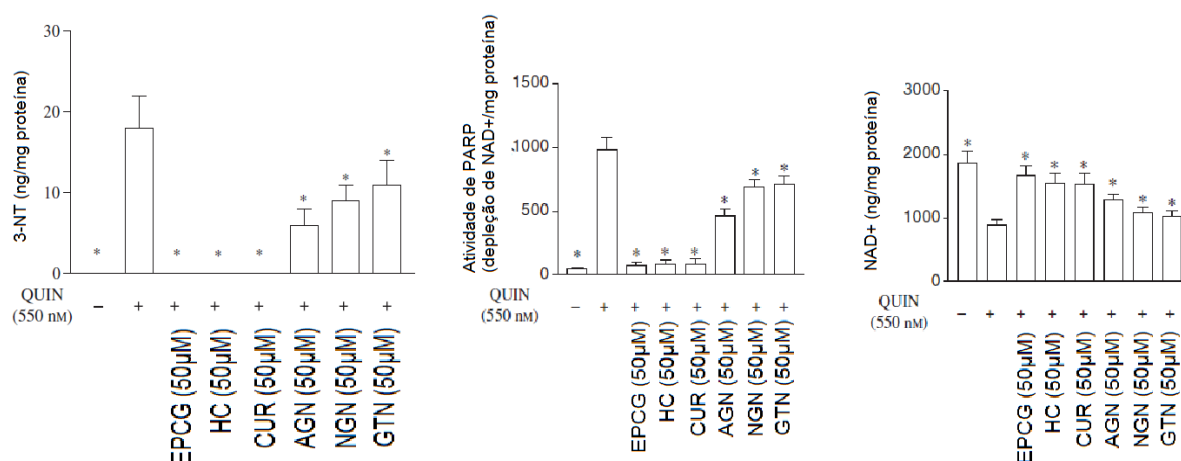 3-NT (ng/mg proteína)
30
20
10
0
* * * * * * *
QUIN
(550 nM)
− + + + + + + +
EPCG (50µM)
HC (50µM)
CUR (50µM)
AGN (50µM)
NGN (50µM)
GTN (50µM)
Atividade de PARP
(depleção de NAD+/mg proteína)
1500
1000
500
0
* * * * * * *
QUIN
(550 nM)
− + + + + + + +
EPCG (50µM)
HC (50µM)
CUR (50µM)
AGN (50µM)
NGN (50µM)
GTN (50µM)
NAD+ (ng/mg proteína)
3000
2000
1000
0
* * * * * * *
QUIN
(550 nM)
− + + + + + + +
EPCG (50µM)
HC (50µM)
CUR (50µM)
AGN (50µM)
NGN (50µM)
GTN (50µM)